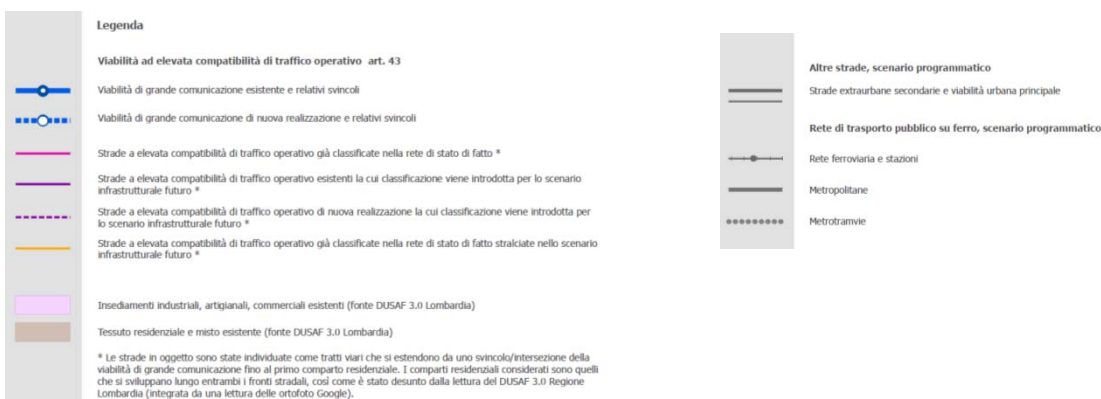 Legenda
Viabilità ad elevata compatibilità di traffico operativo art. 43
Viabilità di grande comunicazione esistente e relativi svincoli
Viabilità di grande comunicazione di nuova realizzazione e relativi svincoli
Strade a elevata compatibilità di traffico operativo già classificate nella rete di stato di fatto *
Strade a elevata compatibilità di traffico operativo esistenti la cui classificazione viene introdotta per lo scenario
infrastrutturale futuro *
Strade a elevata compatibilità di traffico operativo di nuova realizzazione la cui classificazione viene introdotta per
lo scenario infrastrutturale futuro *
Strade a elevata compatibilità di traffico operativo già classificate nella rete di stato di fatto stralciate nello scenario
infrastrutturale futuro *
Insediamenti industriali, artigianali, commerciali esistenti (fonte DUSAF 3.0 Lombardia)
Tessuto residenziale e misto esistente (fonte DUSAF 3.0 Lombardia)
* Le strade in oggetto sono state individuate come tratti viari che si estendono da uno svincolo/intersezione della
viabilità di grande comunicazione fino al primo comparto residenziale. I comparti residenziali considerati sono quelli
che si sviluppano lungo entrambi i fronti stradali, così come è stato desunto dalla lettura del DUSAF 3.0 Regione
Lombardia (integrata da una lettura delle ortofoto Google).
Altre strade, scenario programmatico
Strade extraurbane secondarie e viabilità urbana principale
Rete di trasporto pubblico su ferro, scenario programmatico
Rete ferroviaria e stazioni
Metropolitane
Metrotramvie